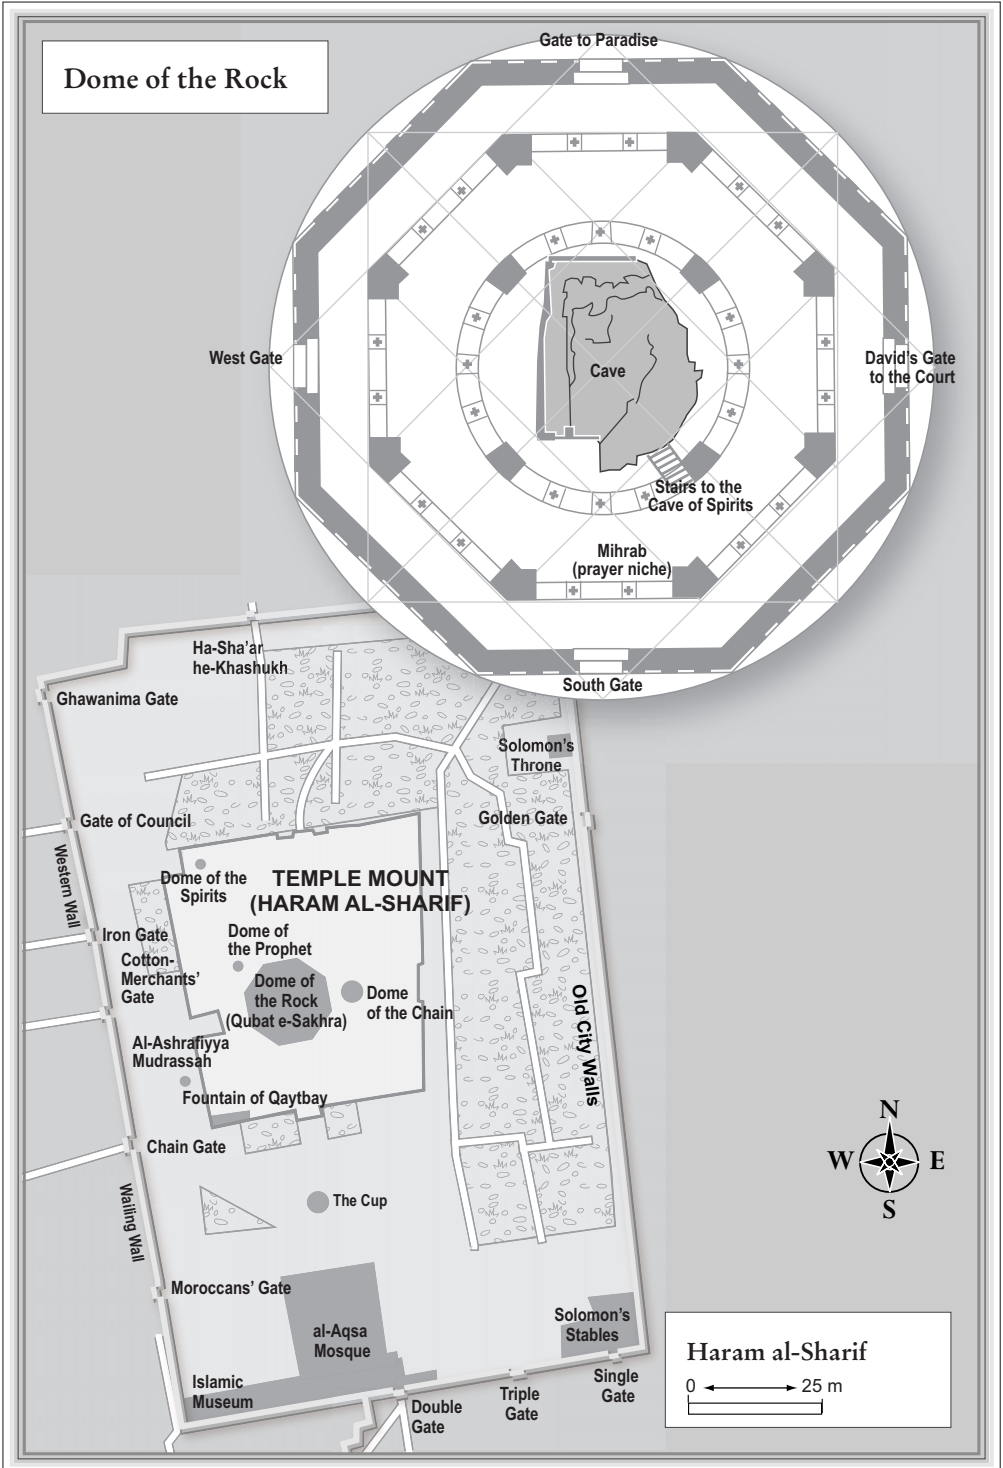 Dome of the Rock
Gate to Paradise
West Gate
David's Gate
to the Court
Cave
Stairs to the
Cave of Spirits
Mihrab
(prayer niche)
South Gate
Ha-Sha'ar
he-Khashukh
Ghawanima Gate
Solomon's
Throne
Golden Gate
Gate of Council
Western Wall
Dome of the
Spirits
TEMPLE MOUNT
(HARAM AL-SHARIF)
Iron Gate
Dome of
the Prophet
Cotton-
Merchants'
Gate
Dome of
the Rock
(Qubat e-Sakhra)
Dome
of the Chain
Old City Walls
Al-Ashrafiyya
Mudrassah
Fountain of Qaytbay
Chain Gate
Wailing Wall
The Cup
Moroccans' Gate
al-Aqsa
Mosque
Solomon's
Stables
Islamic
Museum
Double
Gate
Triple
Gate
Single
Gate
N
W
E
S
Haram al-Sharif
0 25 m